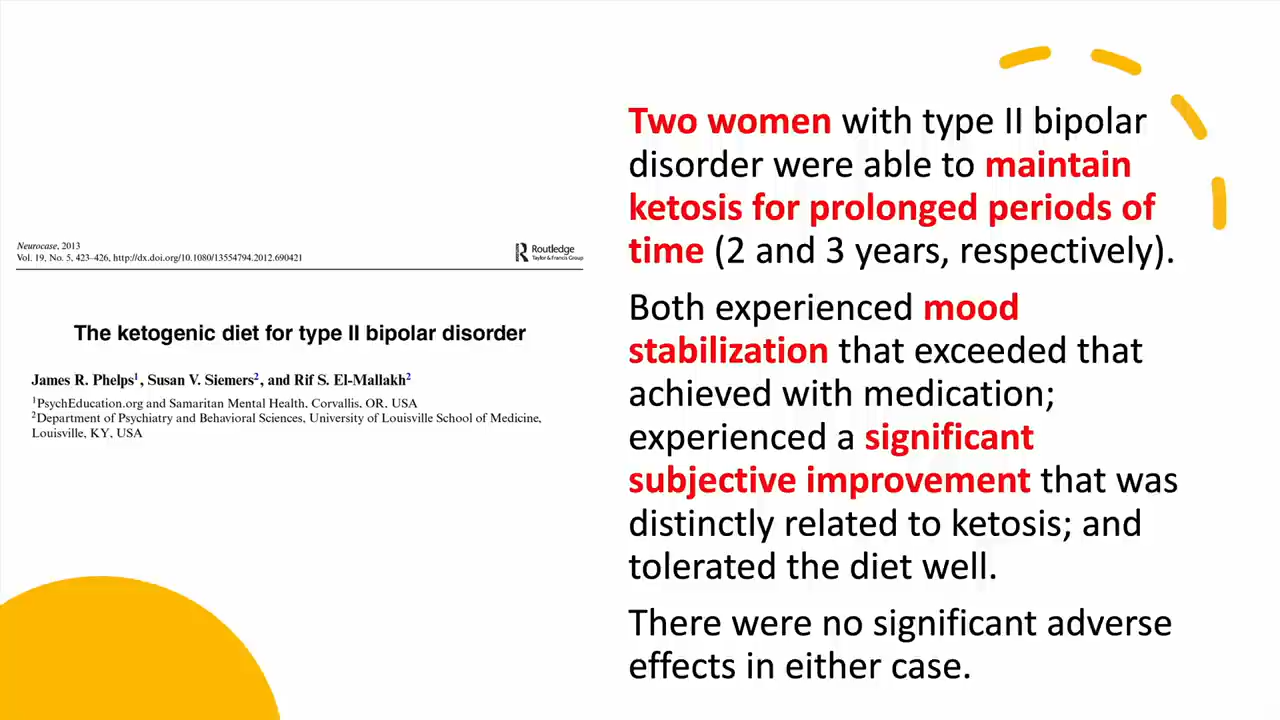 Neurocase, 2013
Vol. 19, No. 5, 423–426, http://dx.doi.org/10.1080/13554794.2012.690421
Routledge
Taylor & Francis Group
The ketogenic diet for type II bipolar disorder
James R. Phelps1, Susan V. Siemers2, and Rif S. El-Mallakh2
1PsychEducation.org and Samaritan Mental Health, Corvallis, OR, USA
2Department of Psychiatry and Behavioral Sciences, University of Louisville School of Medicine,
Louisville, KY, USA
Two women with type II bipolar
disorder were able to maintain
ketosis for prolonged periods of
time (2 and 3 years, respectively).
Both experienced mood
stabilization that exceeded that
achieved with medication;
experienced a significant
subjective improvement that was
distinctly related to ketosis; and
tolerated the diet well.
There were no significant adverse
effects in either case.